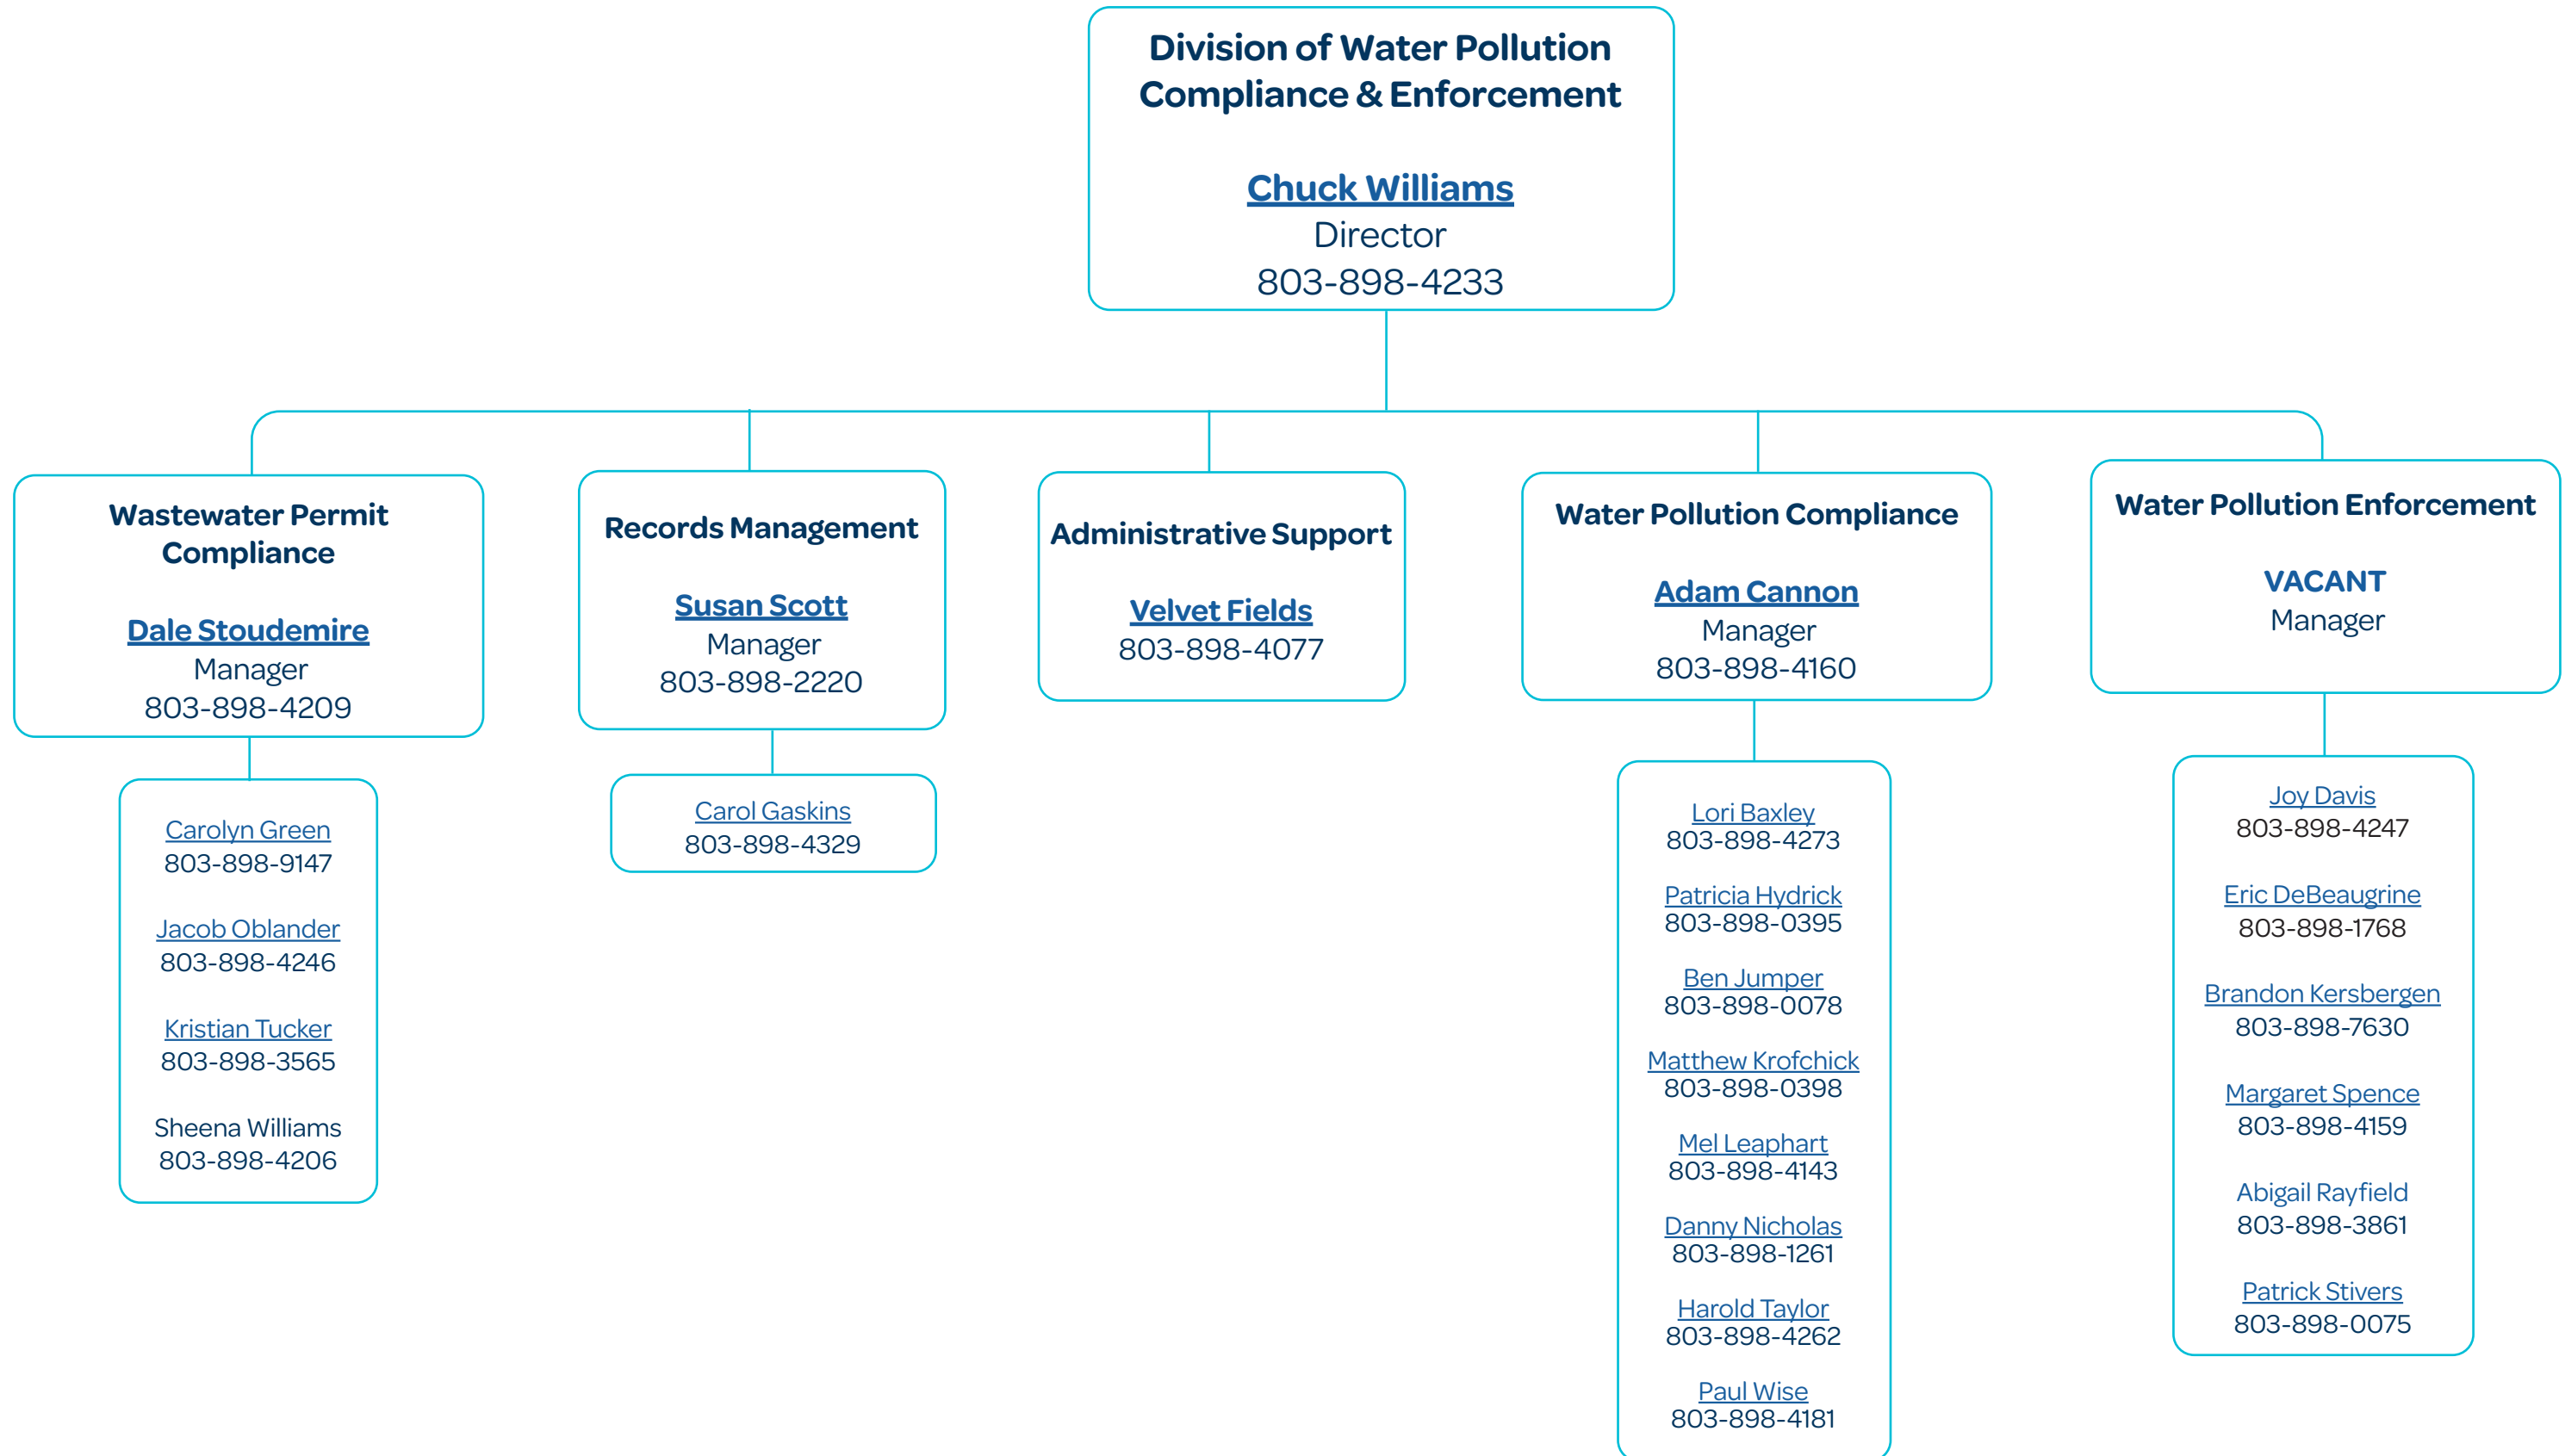 Division of Water Pollution
Compliance & Enforcement
Chuck Williams
Director
803-898-4233
Wastewater Permit
Compliance
Dale Stoudemire
Manager
803-898-4209
Carolyn Green
803-898-9147
Jacob Oblander
803-898-4246
Kristian Tucker
803-898-3565
Sheena Williams
803-898-4206
Records Management
Susan Scott
Manager
803-898-2220
Carol Gaskins
803-898-4329
Administrative Support
Velvet Fields
803-898-4077
Water Pollution Compliance
Adam Cannon
Manager
803-898-4160
Lori Baxley
803-898-4273
Patricia Hydrick
803-898-0395
Ben Jumper
803-898-0078
Matthew Krofchick
803-898-0398
Mel Leaphart
803-898-4143
Danny Nicholas
803-898-1261
Harold Taylor
803-898-4262
Paul Wise
803-898-4181
Water Pollution Enforcement
VACANT
Manager
Joy Davis
803-898-4247
Eric DeBeaugrine
803-898-1768
Brandon Kersbergen
803-898-7630
Margaret Spence
803-898-4159
Abigail Rayfield
803-898-3861
Patrick Stivers
803-898-0075